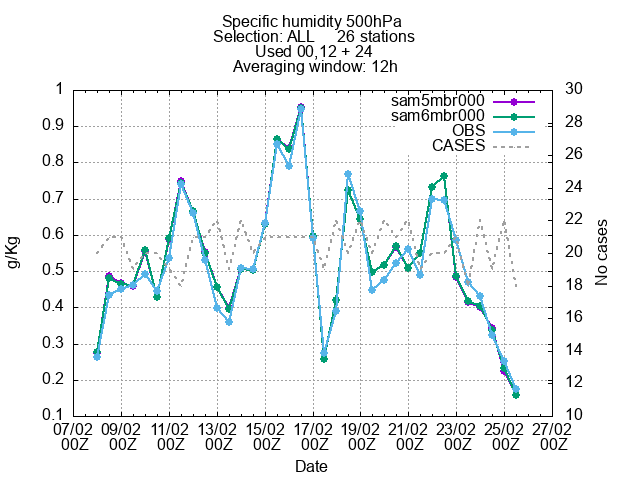 Specific humidity 500hPa
Selection: ALL 26 stations
Used 00,12 + 24
Averaging window: 12h
sam5mbr000
sam6mbr000
OBS
CASES
1
0.9
0.8
0.7
0.6
0.5
0.4
0.3
0.2
0.1
30
28
26
24
22
20
18
16
14
12
10
g/Kg
No cases
07/02 09/02 11/02 13/02 15/02 17/02 19/02 21/02 23/02 25/02 27/02
00Z 00Z 00Z 00Z 00Z 00Z 00Z 00Z 00Z 00Z 00Z
Date